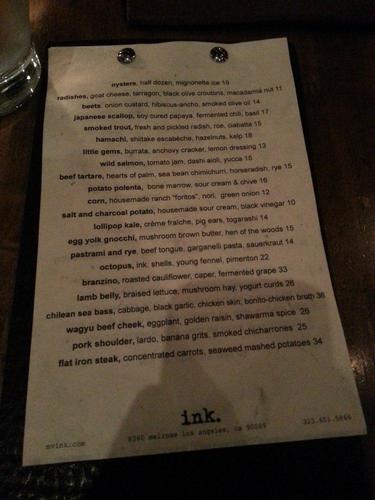 oysters, half dozen, mignonette ice 19
radishes, goat cheese, tarragon, black olive croutons, macadamia nut 11
beets, onion custard, hibiscus-ancho, smoked olive oil 14
japanese scallop, soy cured papaya, fermented chili, basil 17
smoked trout, fresh and pickled radish, roe, ciabatta 15
hamachi, shiitake escabèche, hazelnuts, kelp 18
little gems, burrata, anchovy cracker, lemon dressing 13
wild salmon, tomato jam, dashi aioli, yucca 15
beef tartare, hearts of palm, sea bean chimichurri, horseradish, rye 15
potato polenta, bone marrow, sour cream & chive 16
corn, housemade ranch "foritos", nori, green onion 12
salt and charcoal potato, housemade sour cream, black vinegar 10
lollipop kale, crème fraîche, pig ears, togarashi 14
egg yolk gnocchi, mushroom brown butter, hen of the woods 15
pastrami and rye, beef tongue, garganelli pasta, sauerkraut 14
octopus, ink, shells, young fennel, pimenton 22
branzino, roasted cauliflower, caper, fermented grape 33
lamb belly, braised lettuce, mushroom hay, yogurt curds 26
chilean sea bass, cabbage, black garlic, chicken skin, bonito-chicken broth 36
wagyu beef cheek, eggplant, golden raisin, shawarma spice 26
pork shoulder, lardo, banana grits, smoked chicharrones 25
flat iron steak, concentrated carrots, seaweed mashed potatoes 34
ink.
mvink.com 8360 melrose los angeles, ca 90069 323.651.5866